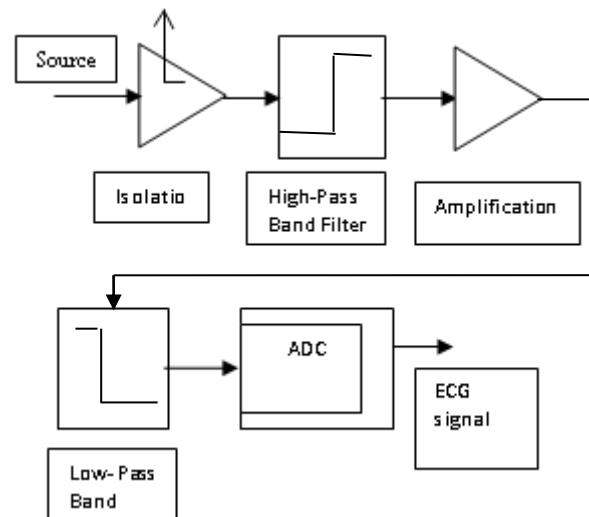 Source
Isolatio
High-Pass
Band Filter
Amplification
ADC
ECG
signal
Low- Pass
Band